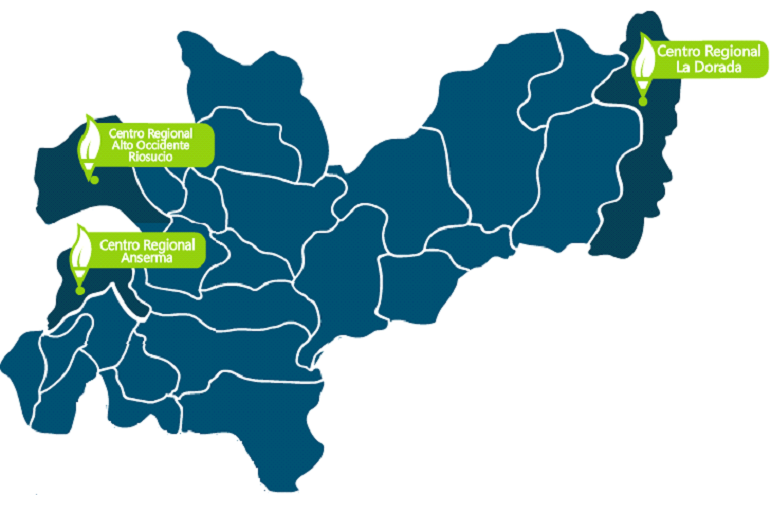 Centro Regional
La Dorada
Centro Regional
Alto Occidente
Riosucio
Centro Regional
Anserma